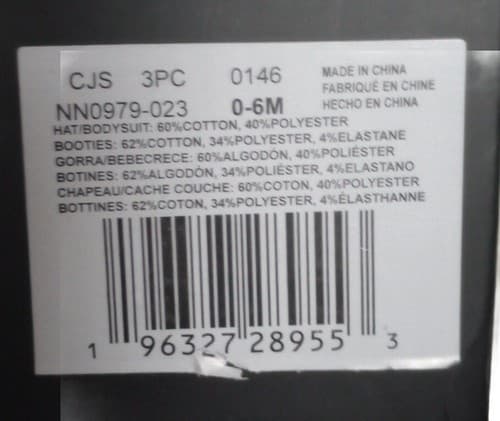 CJS 3PC 0146 MADE IN CHINA
FABRIQUÉ EN CHINE
NN0979-023 0-6M HECHO EN CHINA
HAT/BODYSUIT: 60%COTTON, 40%POLYESTER
BOOTIES: 62%COTTON, 34%POLYESTER, 4%ELASTANE
GORRA/BEBECRECE: 60%ALGODÓN, 40%POLIÉSTER
BOTINES: 62%ALGODÓN, 34%POLIÉSTER, 4%ELASTANO
CHAPEAU/CACHE COUCHE: 60%COTON, 40%POLYESTER
BOTTINES: 62%COTON, 34%POLYESTER, 4%ÉLASTHANNE
1 96327 28955 3